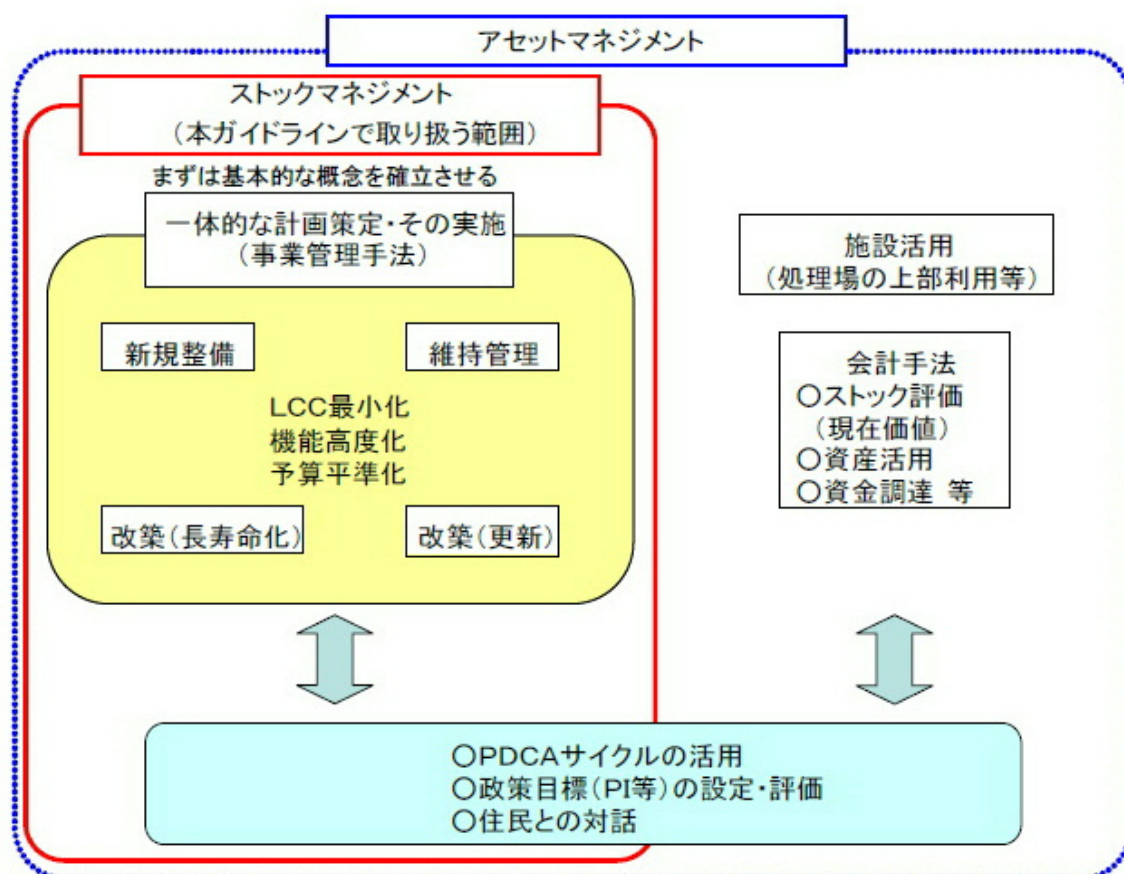 アセットマネジメント
ストックマネジメント
(本ガイドラインで取り扱う範囲)
まずは基本的な概念を確立させる
一体的な計画策定・その実施
(事業管理手法)
新規整備
維持管理
LCC最小化
機能高度化
予算平準化
改築(長寿命化)
改築(更新)
施設活用
(処理場の上部利用等)
会計手法
○ストック評価
(現在価値)
○資産活用
○資金調達 等
○PDCAサイクルの活用
○政策目標(PI等)の設定・評価
○住民との対話